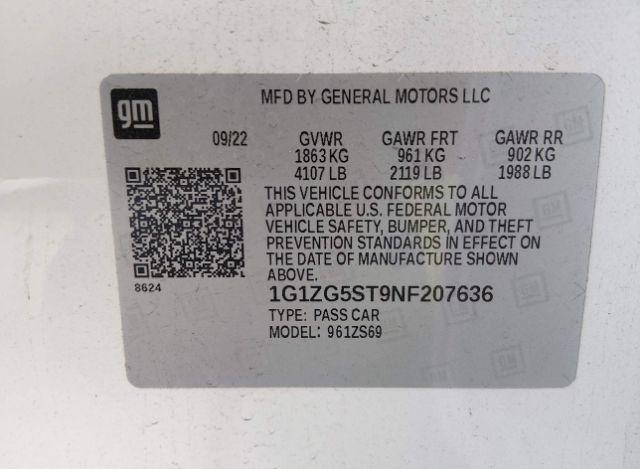 gm
MFD BY GENERAL MOTORS LLC
09/22 GVWR GAWR FRT GAWR RR
1863 KG 961 KG 902 KG
4107 LB 2119 LB 1988 LB
THIS VEHICLE CONFORMS TO ALL
APPLICABLE U.S. FEDERAL MOTOR
VEHICLE SAFETY, BUMPER, AND THEFT
PREVENTION STANDARDS IN EFFECT ON
THE DATE OF MANUFACTURE SHOWN
ABOVE.
8624
1G1ZG5ST9NF207636
TYPE: PASS CAR
MODEL: 961ZS69